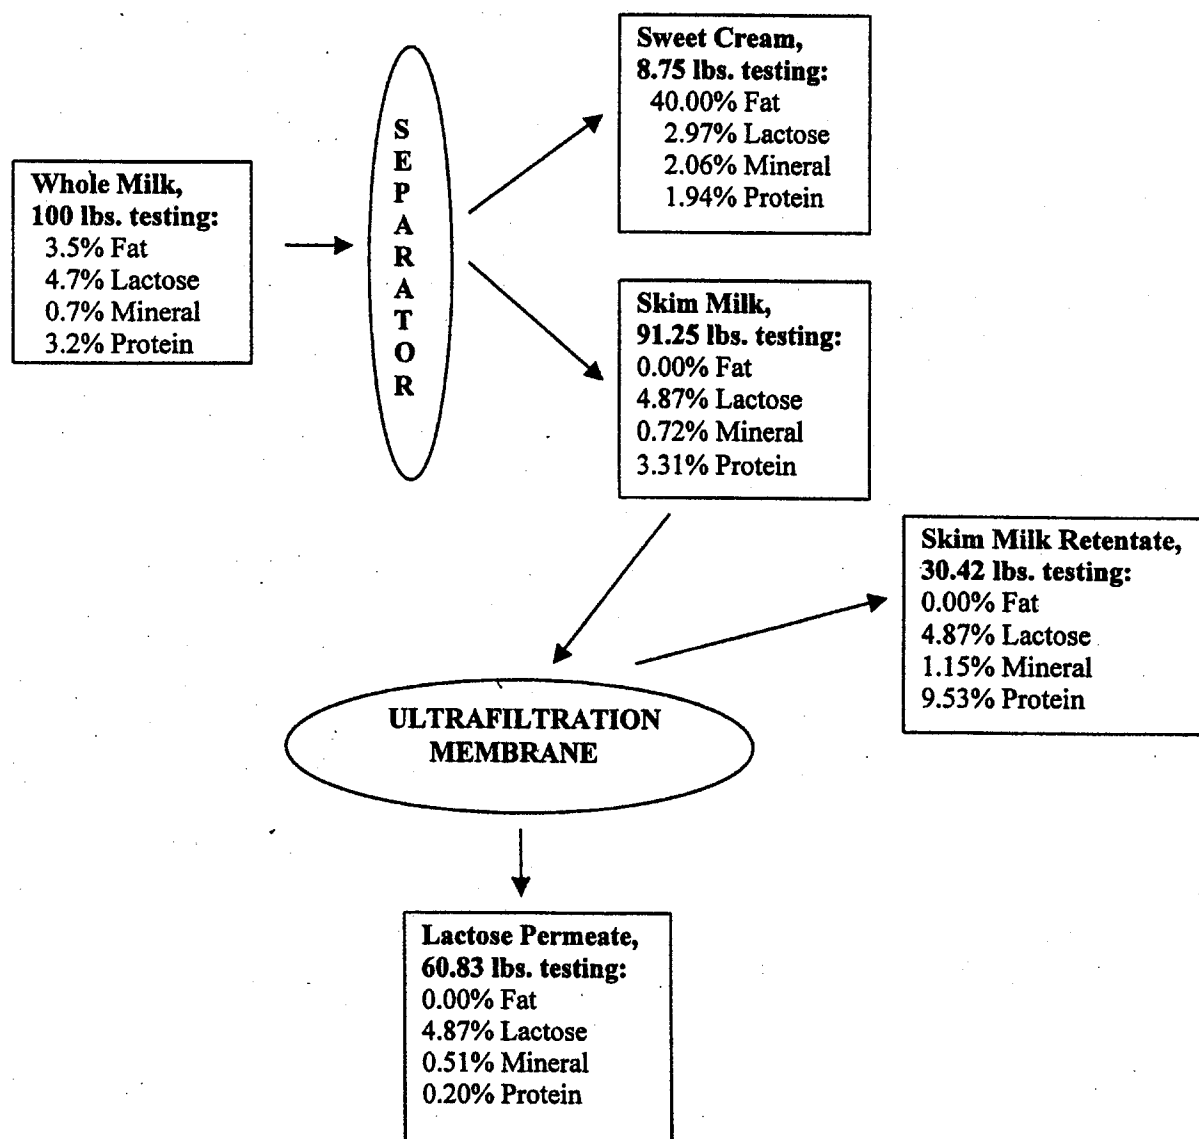 Whole Milk,
100 lbs. testing:
3.5% Fat
4.7% Lactose
0.7% Mineral
3.2% Protein
SEPARATOR
Sweet Cream,
8.75 lbs. testing:
40.00% Fat
2.97% Lactose
2.06% Mineral
1.94% Protein
Skim Milk,
91.25 lbs. testing:
0.00% Fat
4.87% Lactose
0.72% Mineral
3.31% Protein
Skim Milk Retentate,
30.42 lbs. testing:
0.00% Fat
4.87% Lactose
1.15% Mineral
9.53% Protein
ULTRAFILTRATION
MEMBRANE
Lactose Permeate,
60.83 lbs. testing:
0.00% Fat
4.87% Lactose
0.51% Mineral
0.20% Protein